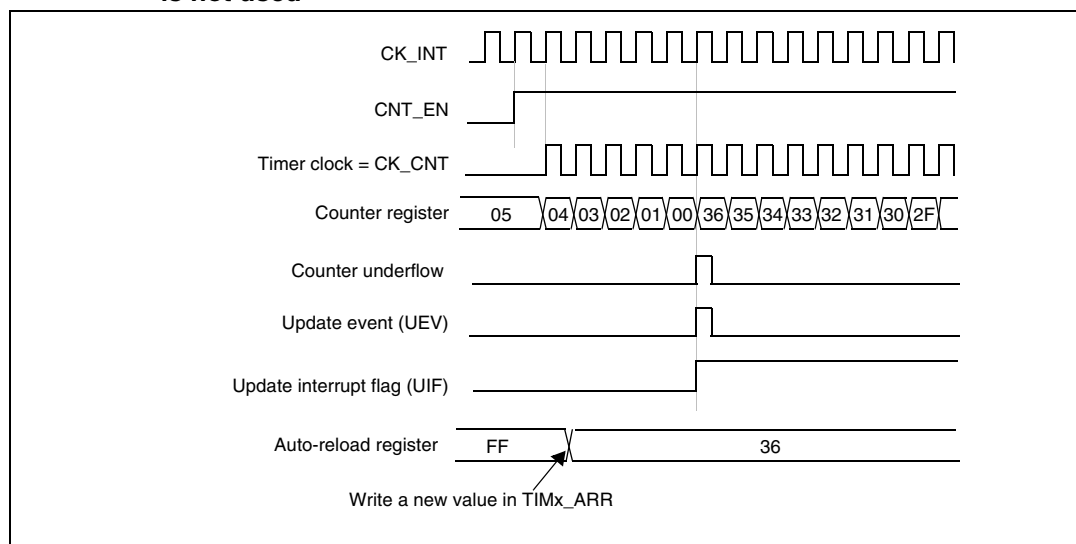 is not used
CK_INT
CNT_EN
Timer clock = CK_CNT
Counter register 05 04 03 02 01 00 36 35 34 33 32 31 30 2F
Counter underflow
Update event (UEV)
Update interrupt flag (UIF)
Auto-reload register FF 36
Write a new value in TIMx_ARR